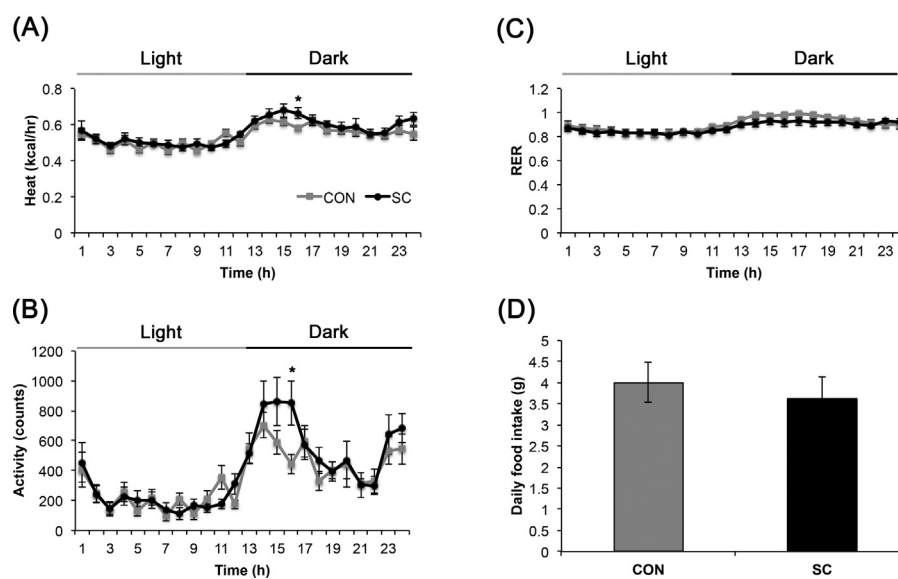 (A)
Light Dark
Heat (kcal/hr)
0.8
0.6
0.4
0.2
0
*
CON SC
1 3 5 7 9 11 13 15 17 19 21 23
Time (h)
(B)
Light Dark
Activity (counts)
1200
1000
800
600
400
200
0
*
1 3 5 7 9 11 13 15 17 19 21 23
Time (h)
(C)
Light Dark
RER
1.2
1
0.8
0.6
0.4
0.2
0
1 3 5 7 9 11 13 15 17 19 21 23
Time (h)
(D)
Daily food intake (g)
5
4.5
4
3.5
3
2.5
2
1.5
1
0.5
0
CON SC